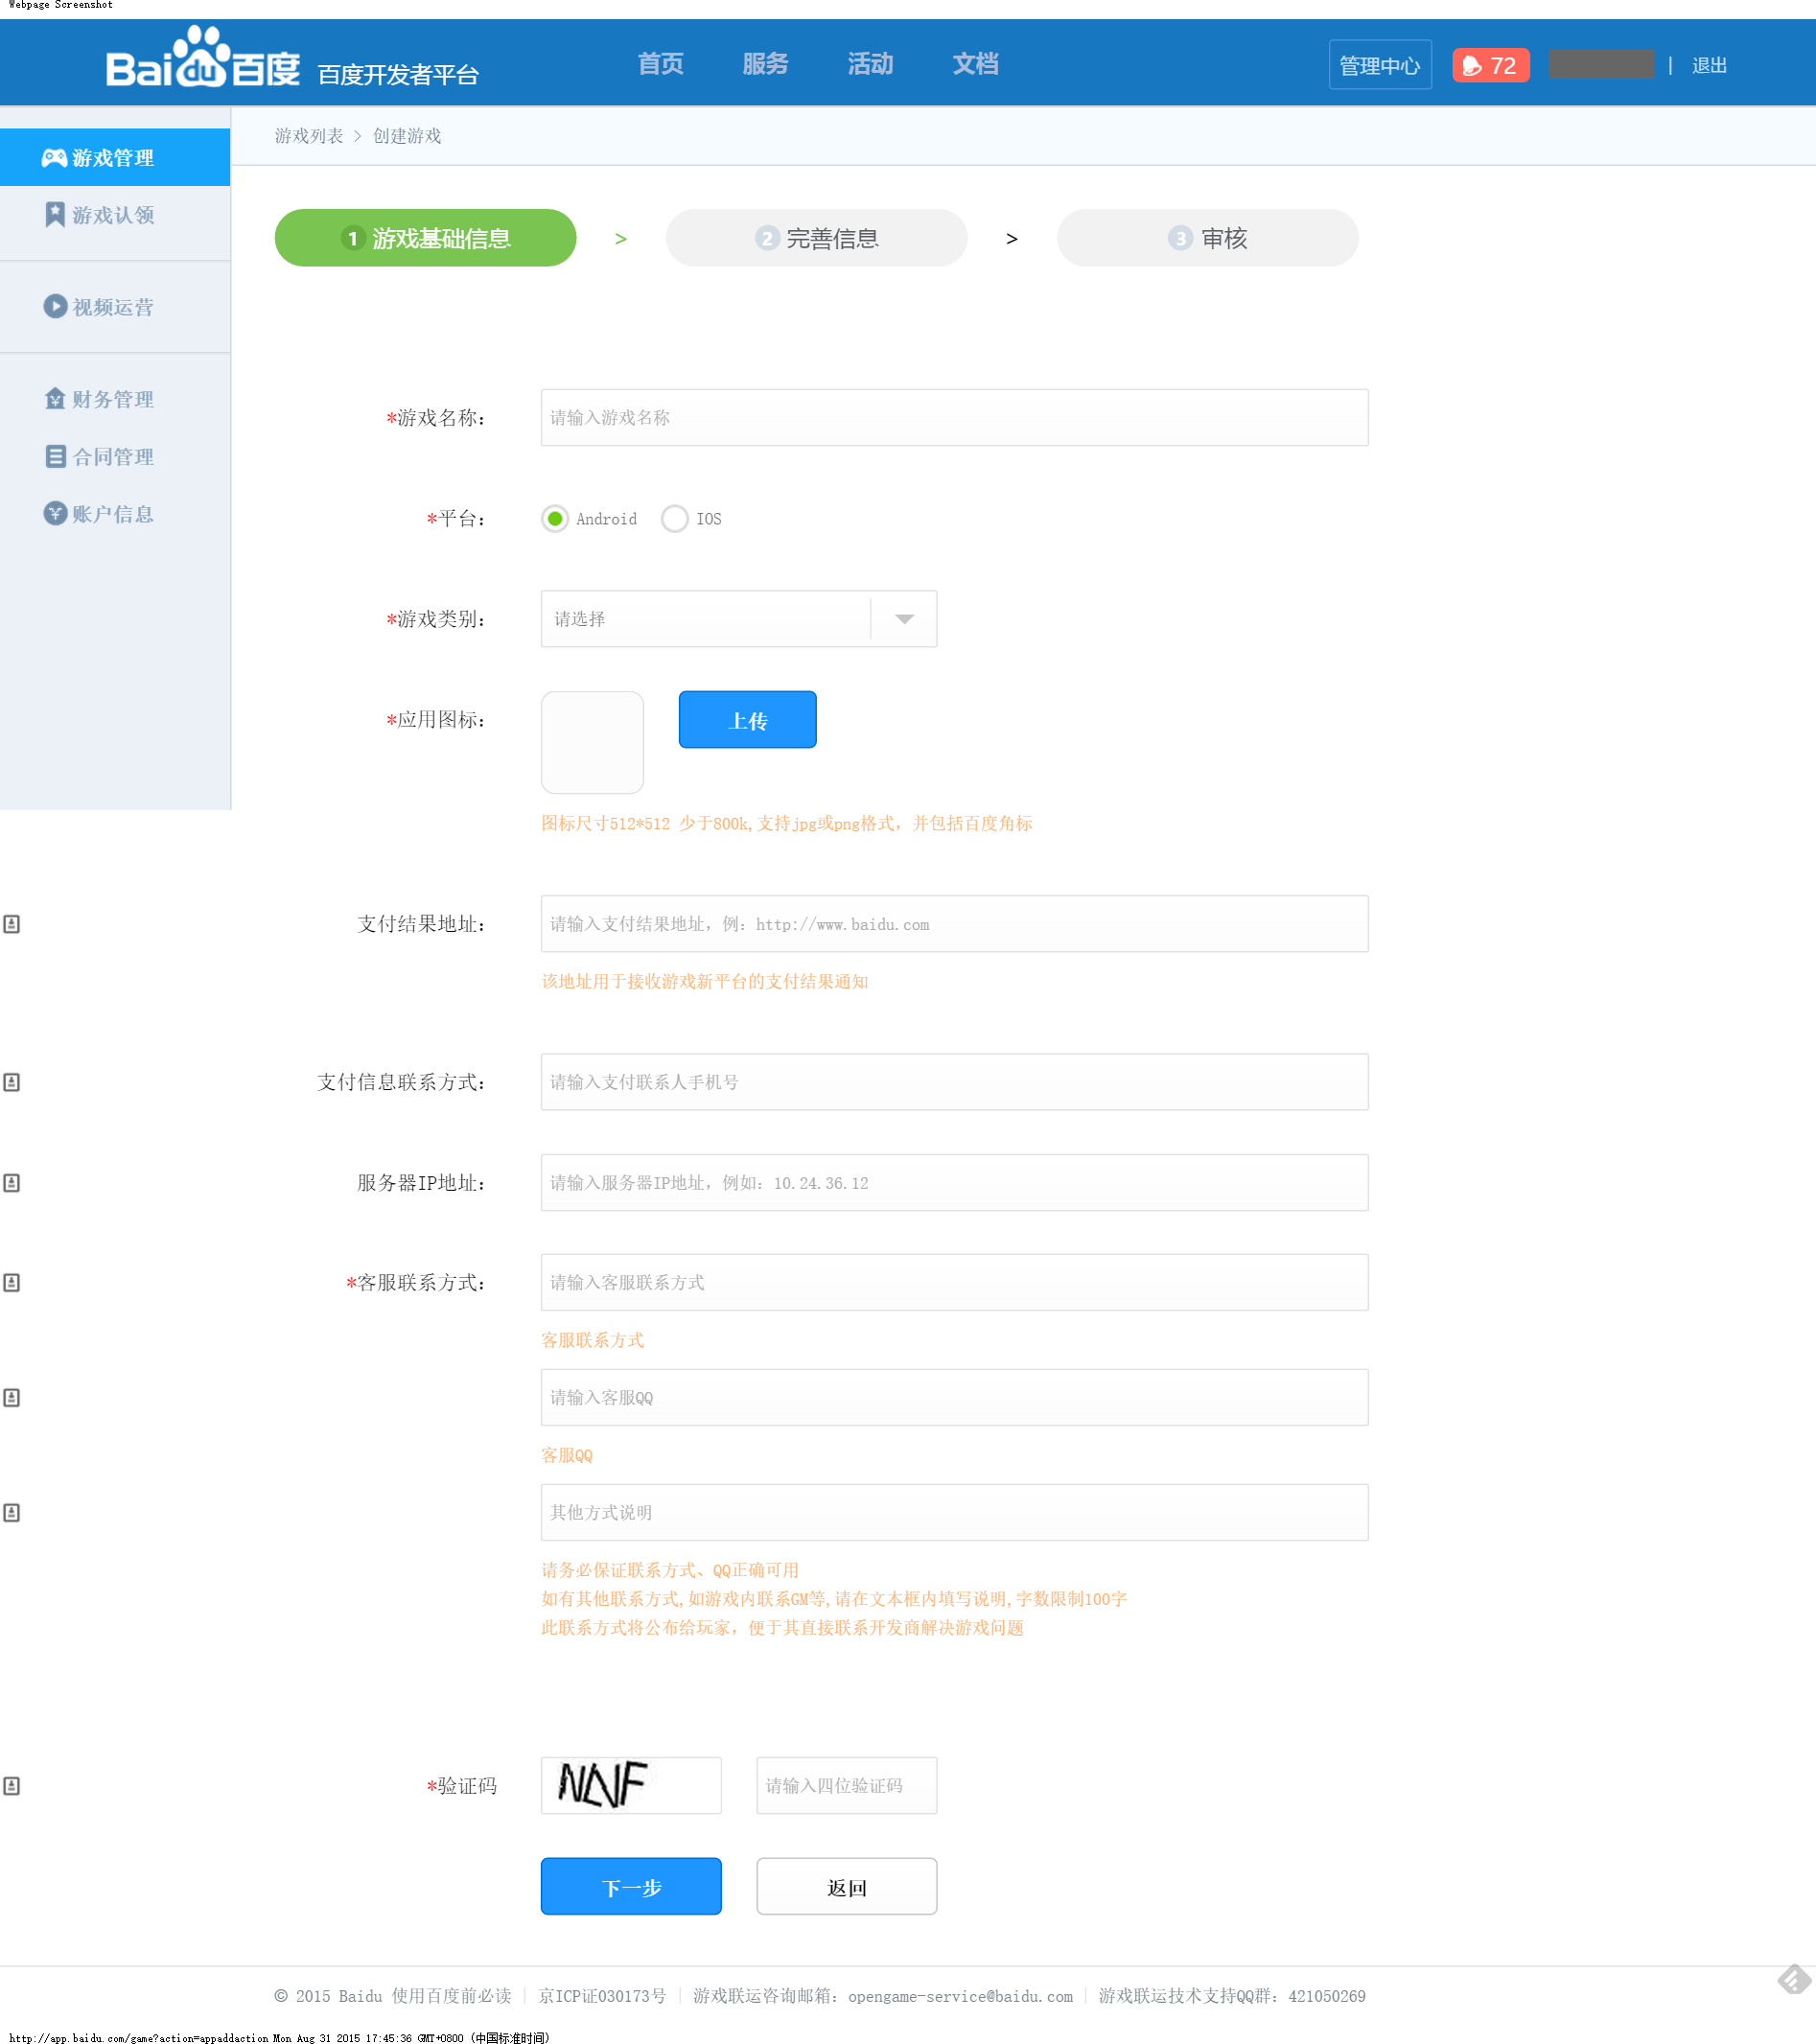 Webpage Screenshot
Bai du 百度 百度开发者平台 首页 服务 活动 文档 管理中心 72 | 退出
游戏列表 > 创建游戏
游戏管理
游戏认领
视频运营
财务管理
合同管理
账户信息
1 游戏基础信息 > 2 完善信息 > 3 审核
*游戏名称: 请输入游戏名称
*平台: Android IOS
*游戏类别: 请选择
*应用图标: 上传
图标尺寸512*512 少于800k,支持jpg或png格式，并包括百度角标
支付结果地址: 请输入支付结果地址，例：http://www.baidu.com
该地址用于接收游戏新平台的支付结果通知
支付信息联系方式: 请输入支付联系人手机号
服务器IP地址: 请输入服务器IP地址，例如：10.24.36.12
*客服联系方式: 请输入客服联系方式
客服联系方式
请输入客服QQ
客服QQ
其他方式说明
请务必保证联系方式、QQ正确可用
如有其他联系方式,如游戏内联系GM等,请在文本框内填写说明,字数限制100字
此联系方式将公布给玩家，便于其直接联系开发商解决游戏问题
*验证码 请输入四位验证码
下一步 返回
© 2015 Baidu 使用百度前必读 | 京ICP证030173号 | 游戏联运咨询邮箱：opengame-service@baidu.com | 游戏联运技术支持QQ群：421050269
http://app.baidu.com/game?action=appaddaction Mon Aug 31 2015 17:45:36 GMT+0800 (中国标准时间)